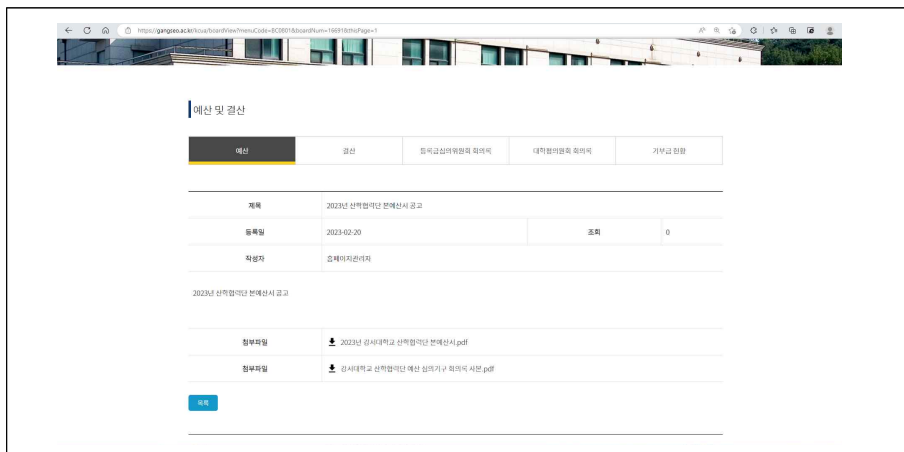 https://gangseo.ac.kr/kcua/boardView?menuCode=BC0801&boardNum=16691&thisPage=1
예산 및 결산
예산 결산 등록금심의위원회 회의록 대학평의원회 회의록 기부금 현황
제목 2023년 산학협력단 본예산서 공고
등록일 2023-02-20 조회 0
작성자 홈페이지관리자
2023년 산학협력단 본예산서 공고
첨부파일 2023년 강서대학교 산학협력단 본예산서.pdf
첨부파일 강서대학교 산학협력단 예산 심의기구 회의록 사본.pdf
목록